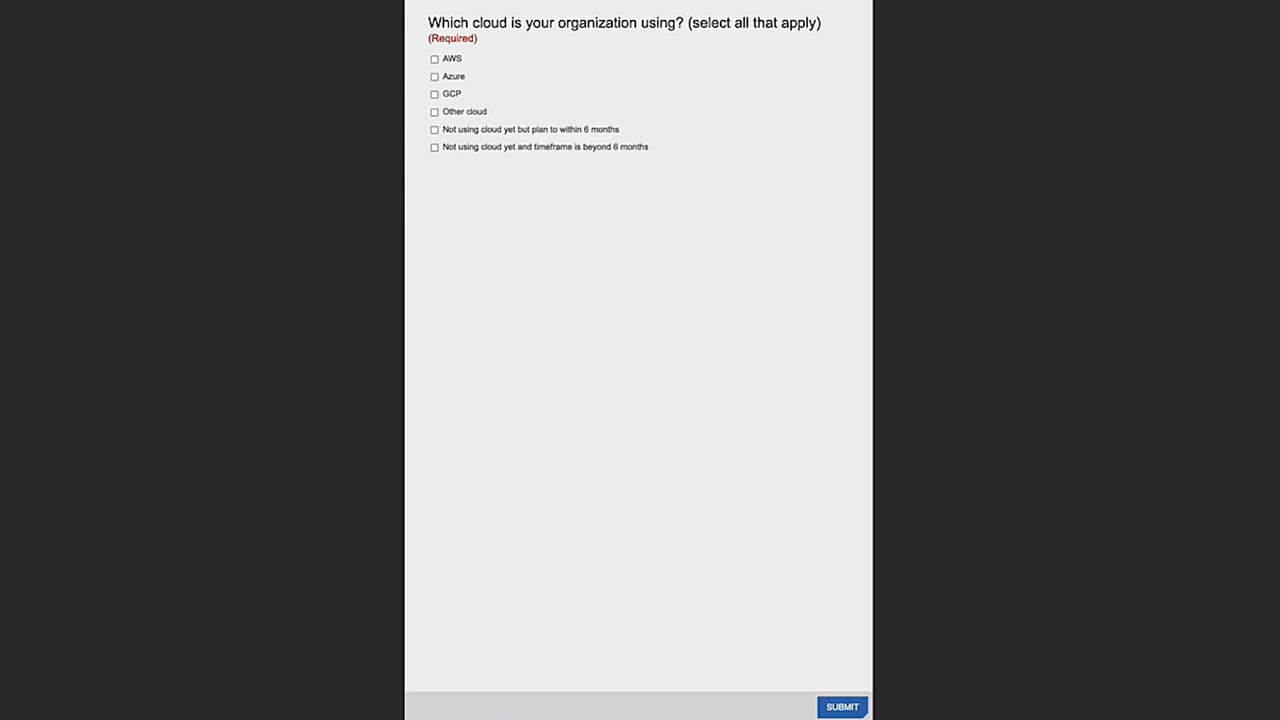 Which cloud is your organization using? (select all that apply)
(Required)
AWS
Azure
GCP
Other cloud
Not using cloud yet but plan to within 6 months
Not using cloud yet and timeframe is beyond 6 months
SUBMIT